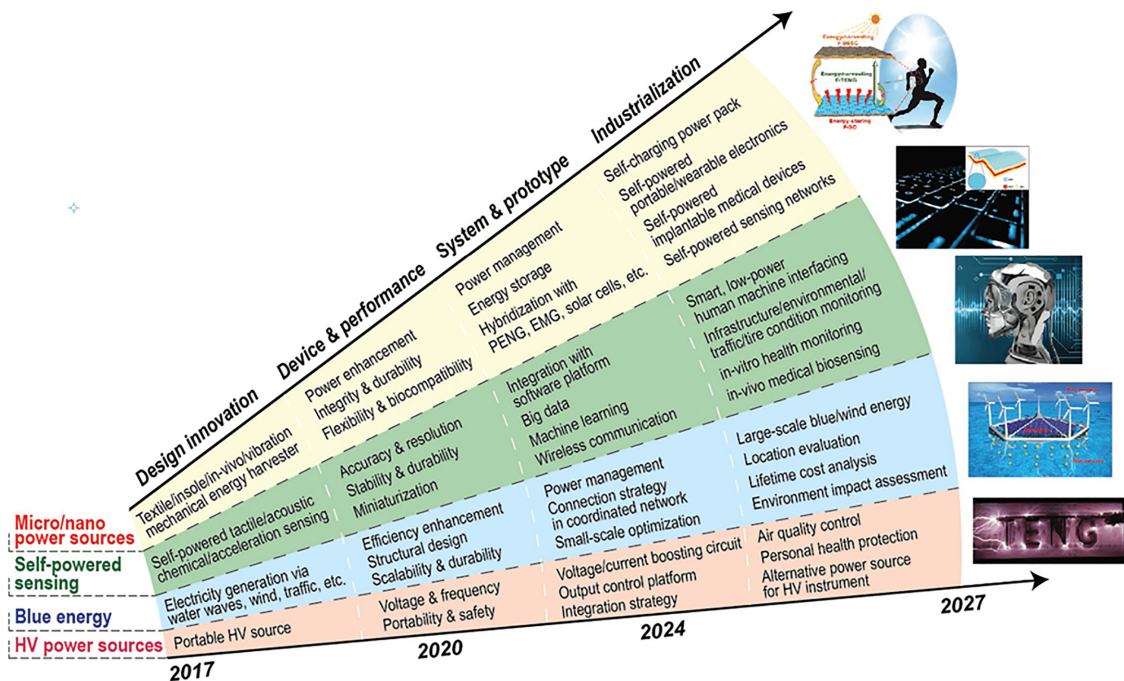 Design innovation
Device & performance
System & prototype
Industrialization
Micro/nano
power sources
Textile/insole/in-vivo/vibration
mechanical energy harvester
Power enhancement
Integrity & durability
Flexibility & biocompatibility
Power management
Energy storage
Hybridization with
PENG, EMG, solar cells, etc.
Self-charging power pack
Self-powered
portable/wearable electronics
Self-powered
implantable medical devices
Self-powered sensing networks
Self-powered
sensing
Self-powered tactile/acoustic
chemical/acceleration sensing
Accuracy & resolution
Stability & durability
Miniaturization
Integration with
software platform
Big data
Machine learning
Wireless communication
Smart, low-power
human machine interfacing
Infrastructure/environmental/
traffic/tire condition monitoring
in-vitro health monitoring
in-vivo medical biosensing
Blue energy
Electricity generation via
water waves, wind, traffic, etc.
Efficiency enhancement
Structural design
Scalability & durability
Power management
Connection strategy
in coordinated network
Small-scale optimization
Large-scale blue/wind energy
Location evaluation
Lifetime cost analysis
Environment impact assessment
HV power sources
Portable HV source
Voltage & frequency
Portability & safety
Voltage/current boosting circuit
Output control platform
Integration strategy
Air quality control
Personal health protection
Alternative power source
for HV instrument
2017
2020
2024
2027
Energy-harvesting
Energy-harvesting
F-TENG
Energy-storing
F-SC
TENG